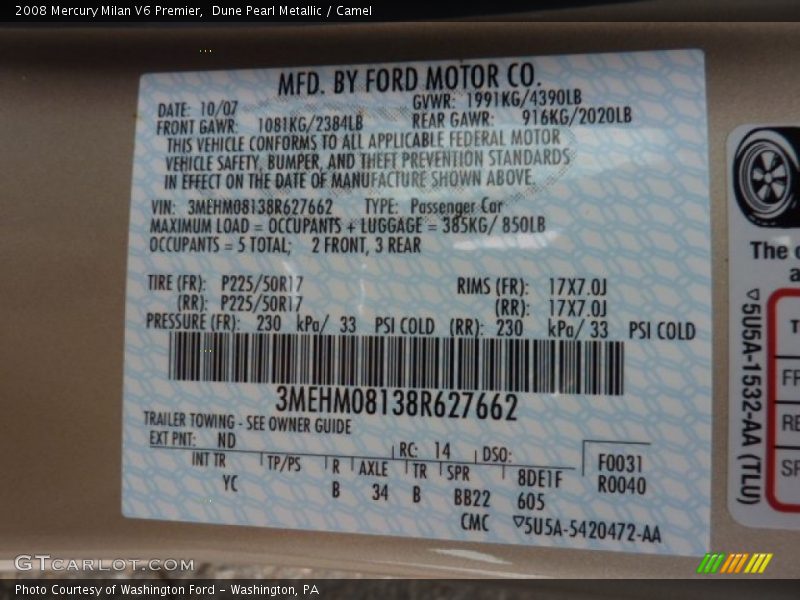 2008 Mercury Milan V6 Premier,  Dune Pearl Metallic / Camel
MFD. BY FORD MOTOR CO.
DATE: 10/07 GVWR: 1991KG/4390LB
FRONT GAWR: 1081KG/2384LB REAR GAWR: 916KG/2020LB
THIS VEHICLE CONFORMS TO ALL APPLICABLE FEDERAL MOTOR
VEHICLE SAFETY, BUMPER, AND THEFT PREVENTION STANDARDS
IN EFFECT ON THE DATE OF MANUFACTURE SHOWN ABOVE.
VIN: 3MEHM08138R627662 TYPE: Passenger Car
MAXIMUM LOAD = OCCUPANTS + LUGGAGE = 385KG/ 850LB
OCCUPANTS = 5 TOTAL; 2 FRONT, 3 REAR
TIRE (FR): P225/50R17 RIMS (FR): 17X7.0J
(RR): P225/50R17 (RR): 17X7.0J
PRESSURE (FR): 230 kPa/ 33 PSI COLD (RR): 230 kPa/ 33 PSI COLD
3MEHM08138R627662
TRAILER TOWING - SEE OWNER GUIDE
EXT PNT: ND RC: 14 DSO: F0031
INT TR TP/PS R AXLE TR SPR 8DE1F R0040
YC B 34 B BB22 605
CMC ▽5U5A-5420472-AA
The
▽5U5A-1532-AA (TLU)
GTCARLOT.COM
Photo Courtesy of Washington Ford - Washington, PA